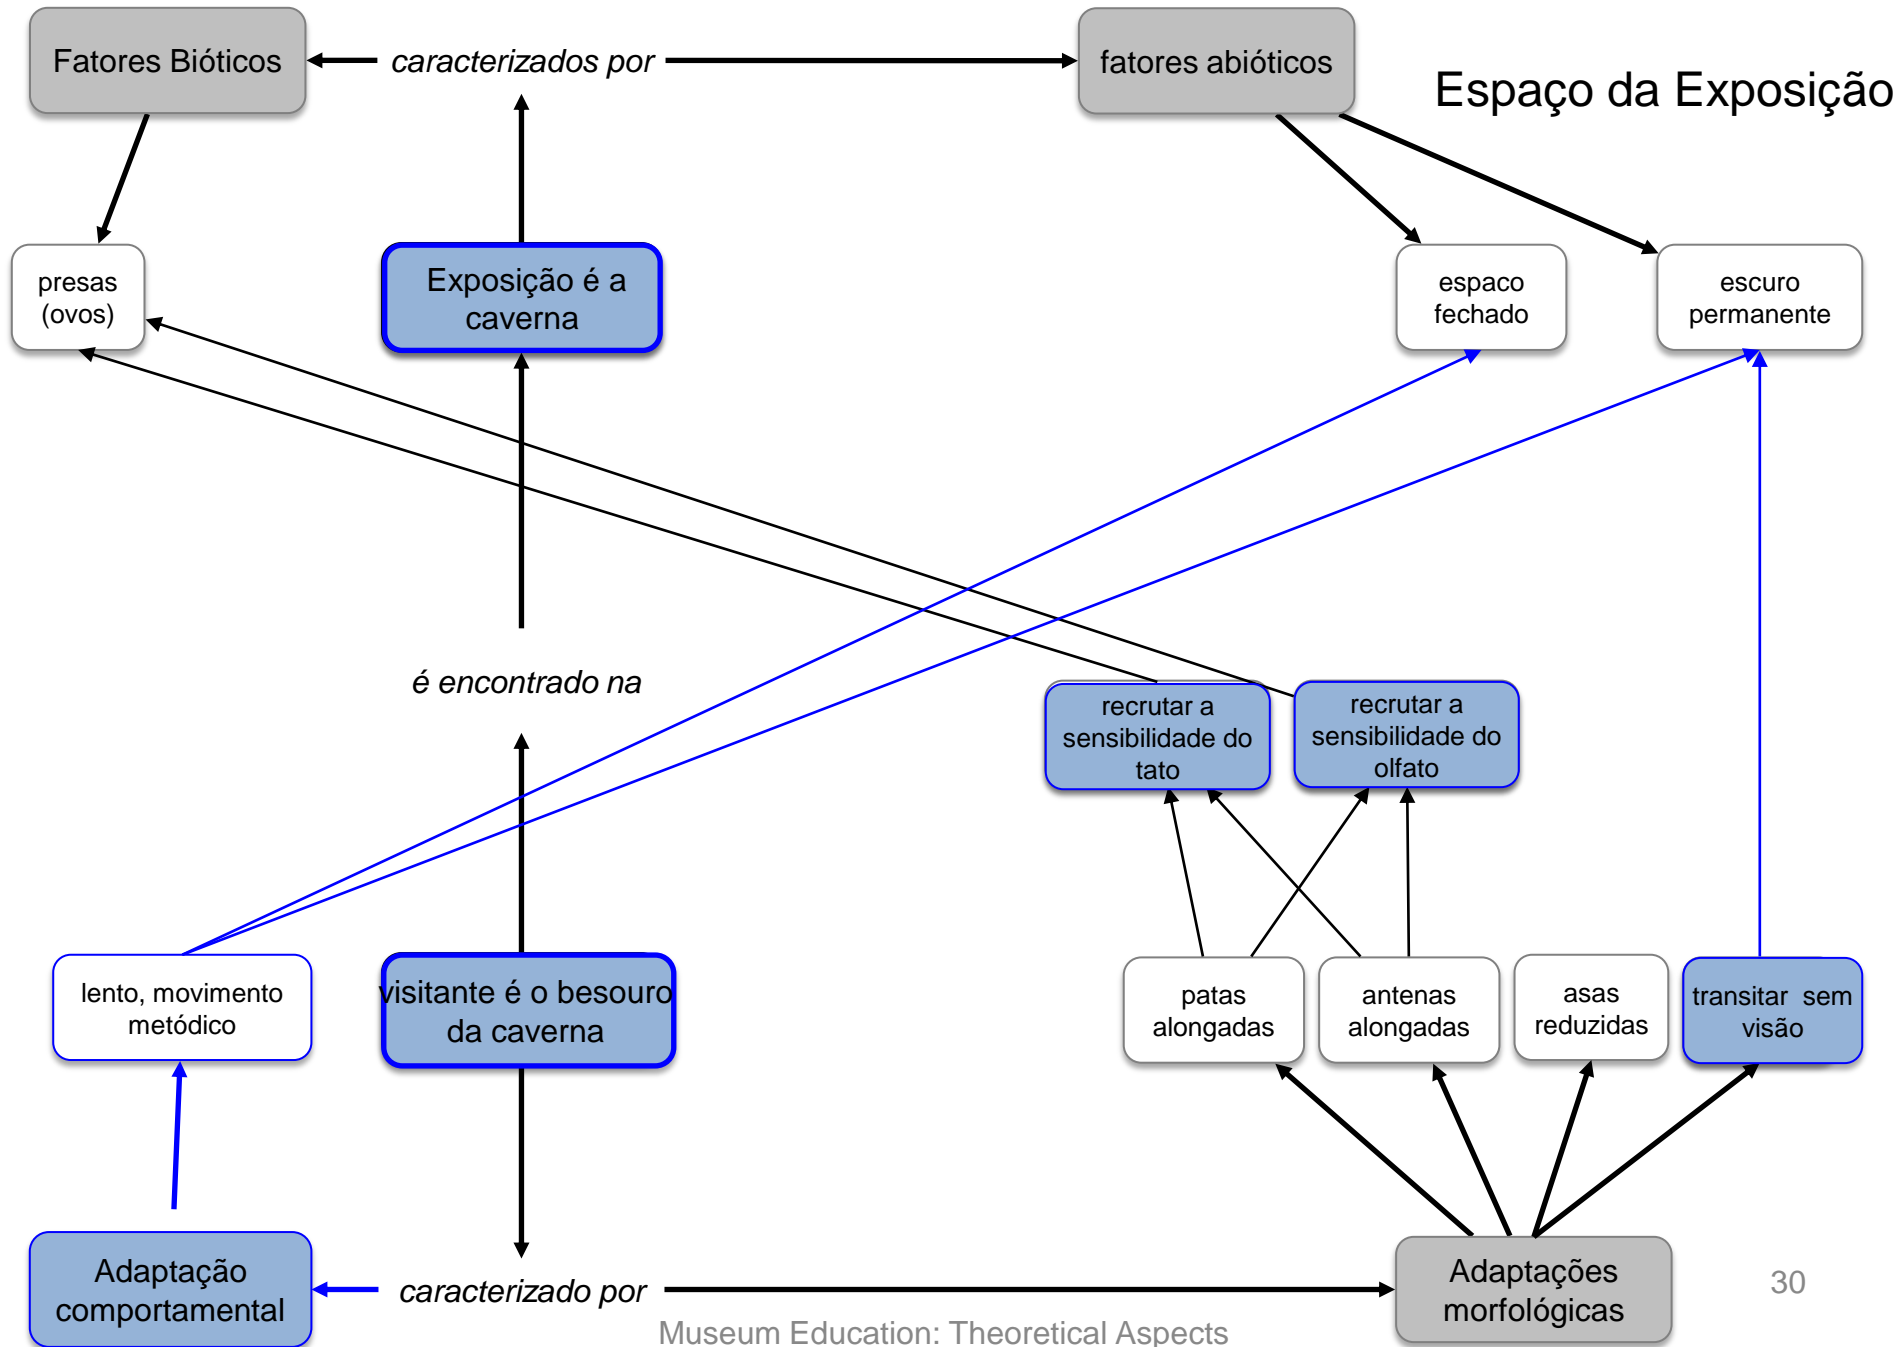 Fatores Bióticos
caracterizados por
fatores abióticos
Espaço da Exposição
presas
(ovos)
Exposição é a
caverna
espaco
fechado
escuro
permanente
é encontrado na
recrutar a
sensibilidade do
tato
recrutar a
sensibilidade do
olfato
lento, movimento
metódico
visitante é o besouro
da caverna
patas
alongadas
antenas
alongadas
asas
reduzidas
transitar sem
visão
Adaptação
comportamental
caracterizado por
Adaptações
morfológicas
30
Museum Education: Theoretical Aspects